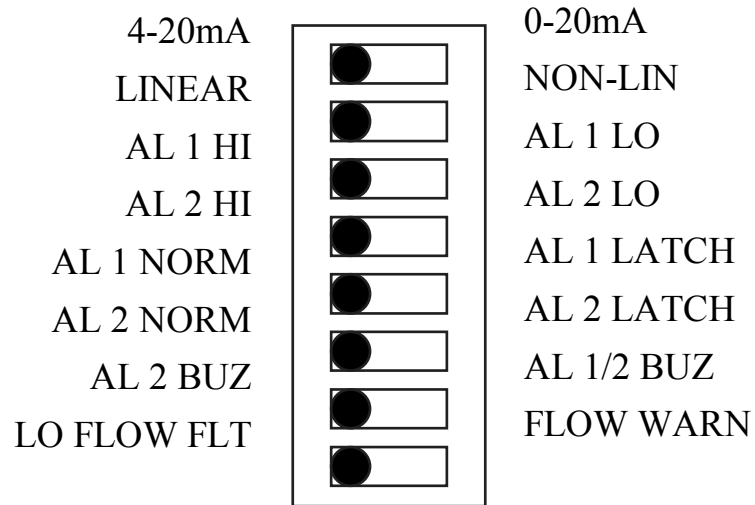 4-20mA 0-20mA
LINEAR NON-LIN
AL 1 HI AL 1 LO
AL 2 HI AL 2 LO
AL 1 NORM AL 1 LATCH
AL 2 NORM AL 2 LATCH
AL 2 BUZ AL 1/2 BUZ
LO FLOW FLT FLOW WARN